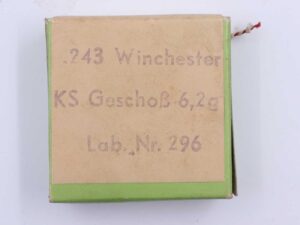 .243 Winchester
KS Geschoß 6,2g
Lab. Nr. 296